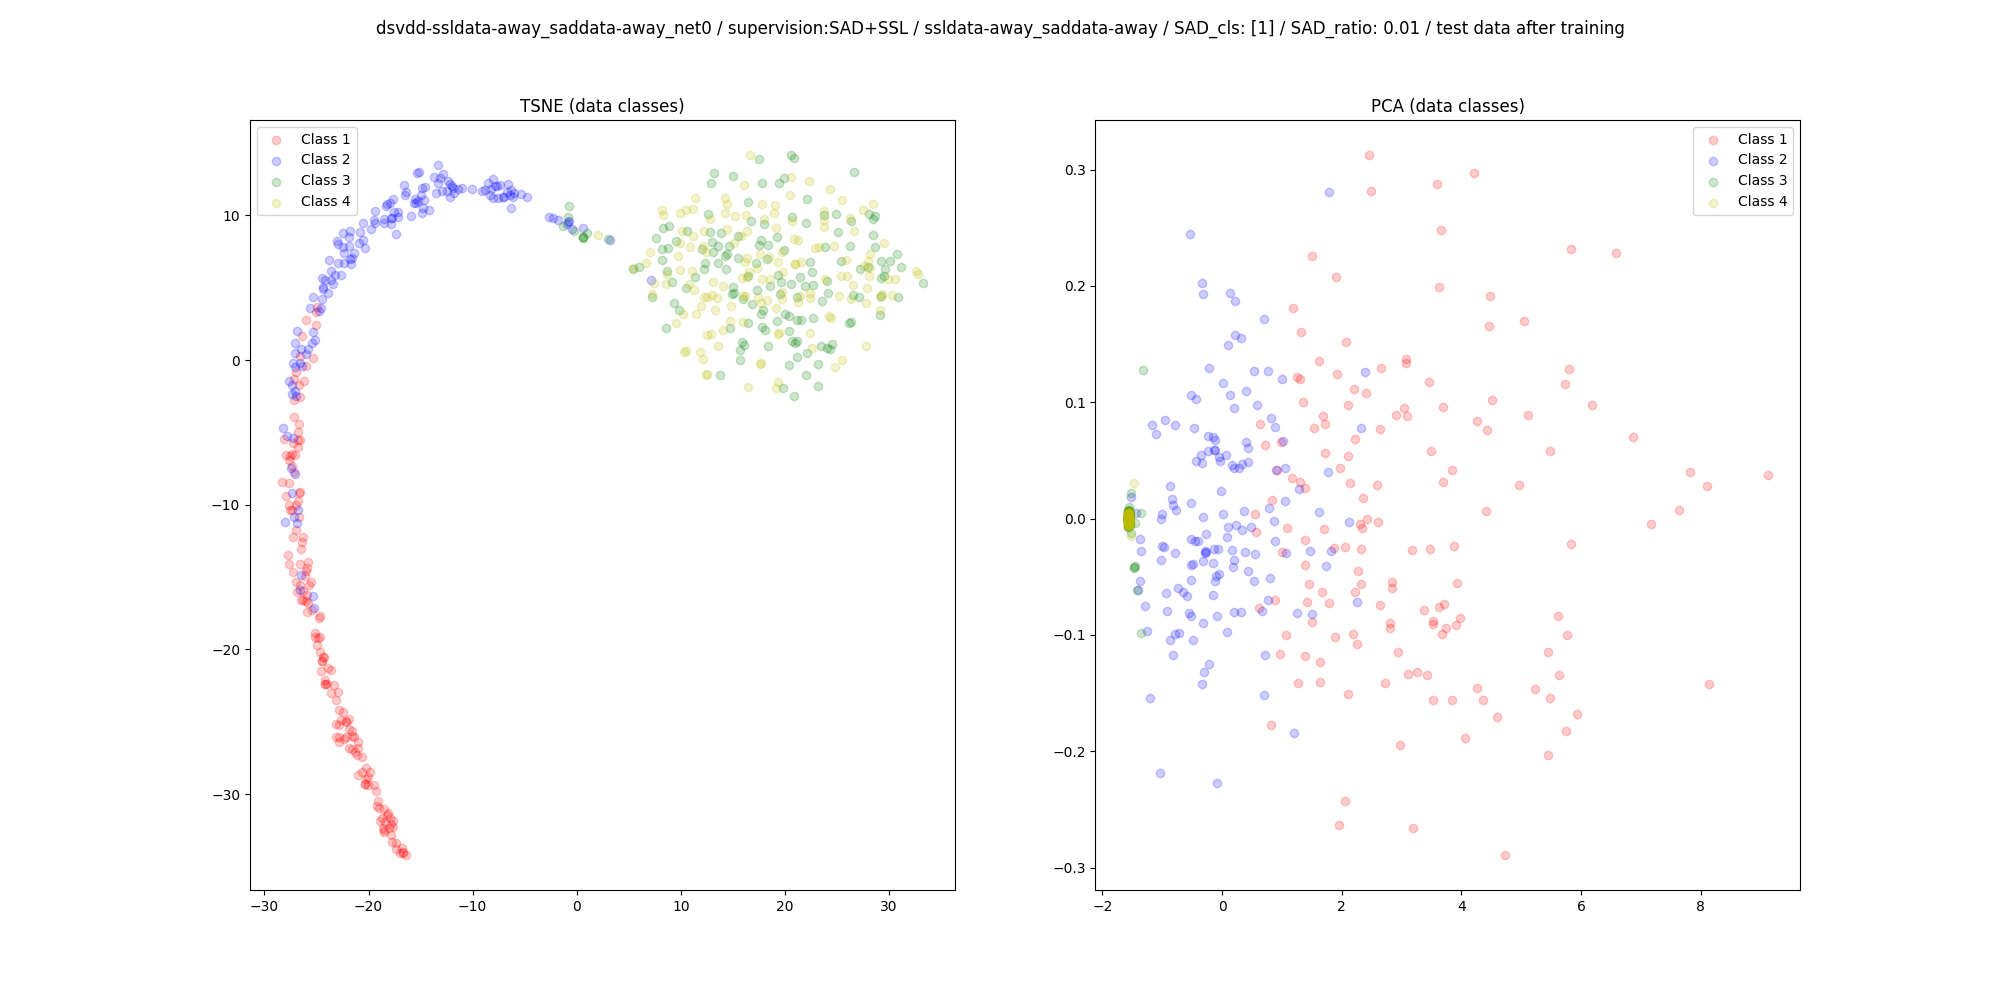 dsvdd-ssldata-away_saddata-away_net0 / supervision:SAD+SSL / ssldata-away_saddata-away / SAD_cls: [1] / SAD_ratio: 0.01 / test data after training
TSNE (data classes)
Class 1
Class 2
Class 3
Class 4
10
0
−10
−20
−30
−30
−20
−10
0
10
20
30
PCA (data classes)
Class 1
Class 2
Class 3
Class 4
0.3
0.2
0.1
0.0
−0.1
−0.2
−0.3
−2
0
2
4
6
8